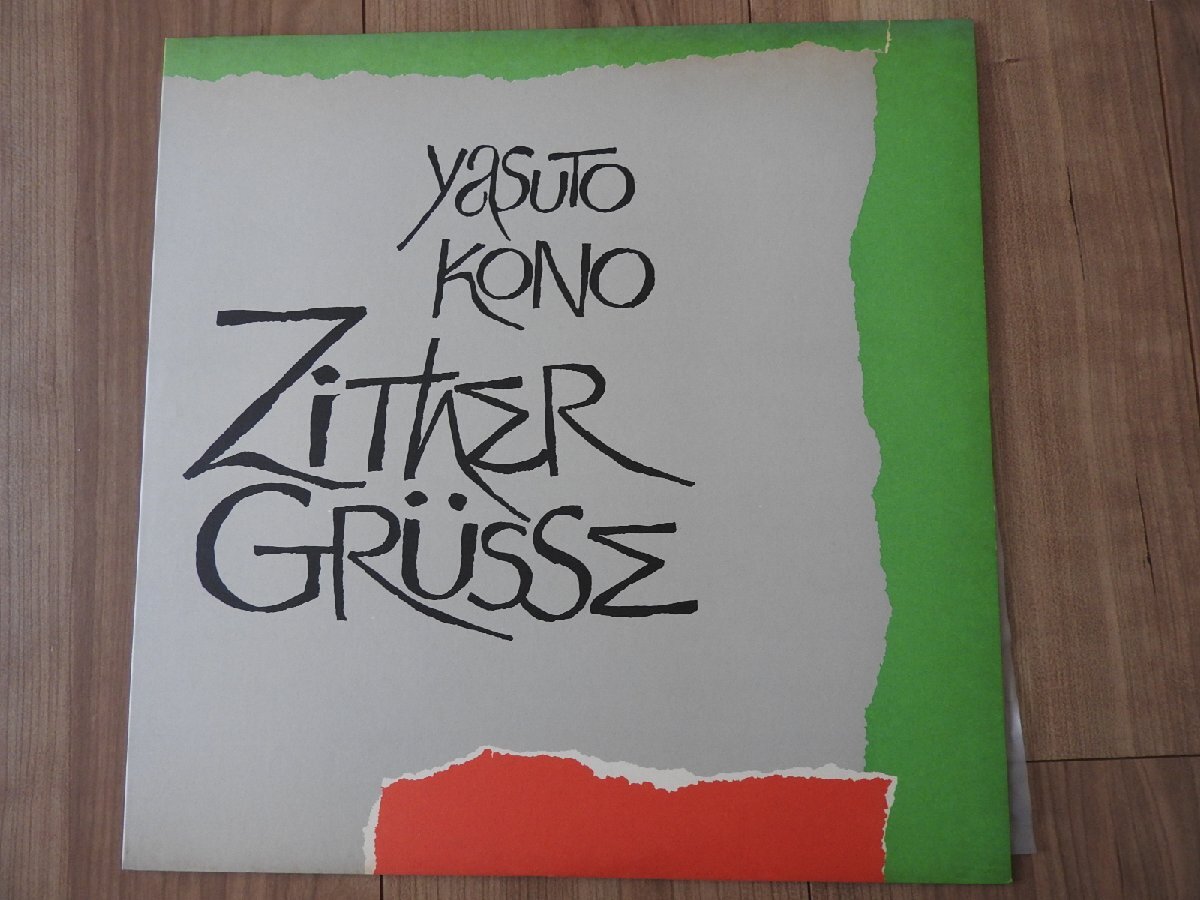 yasuto
KONO
ZiThER
GRÜSSE